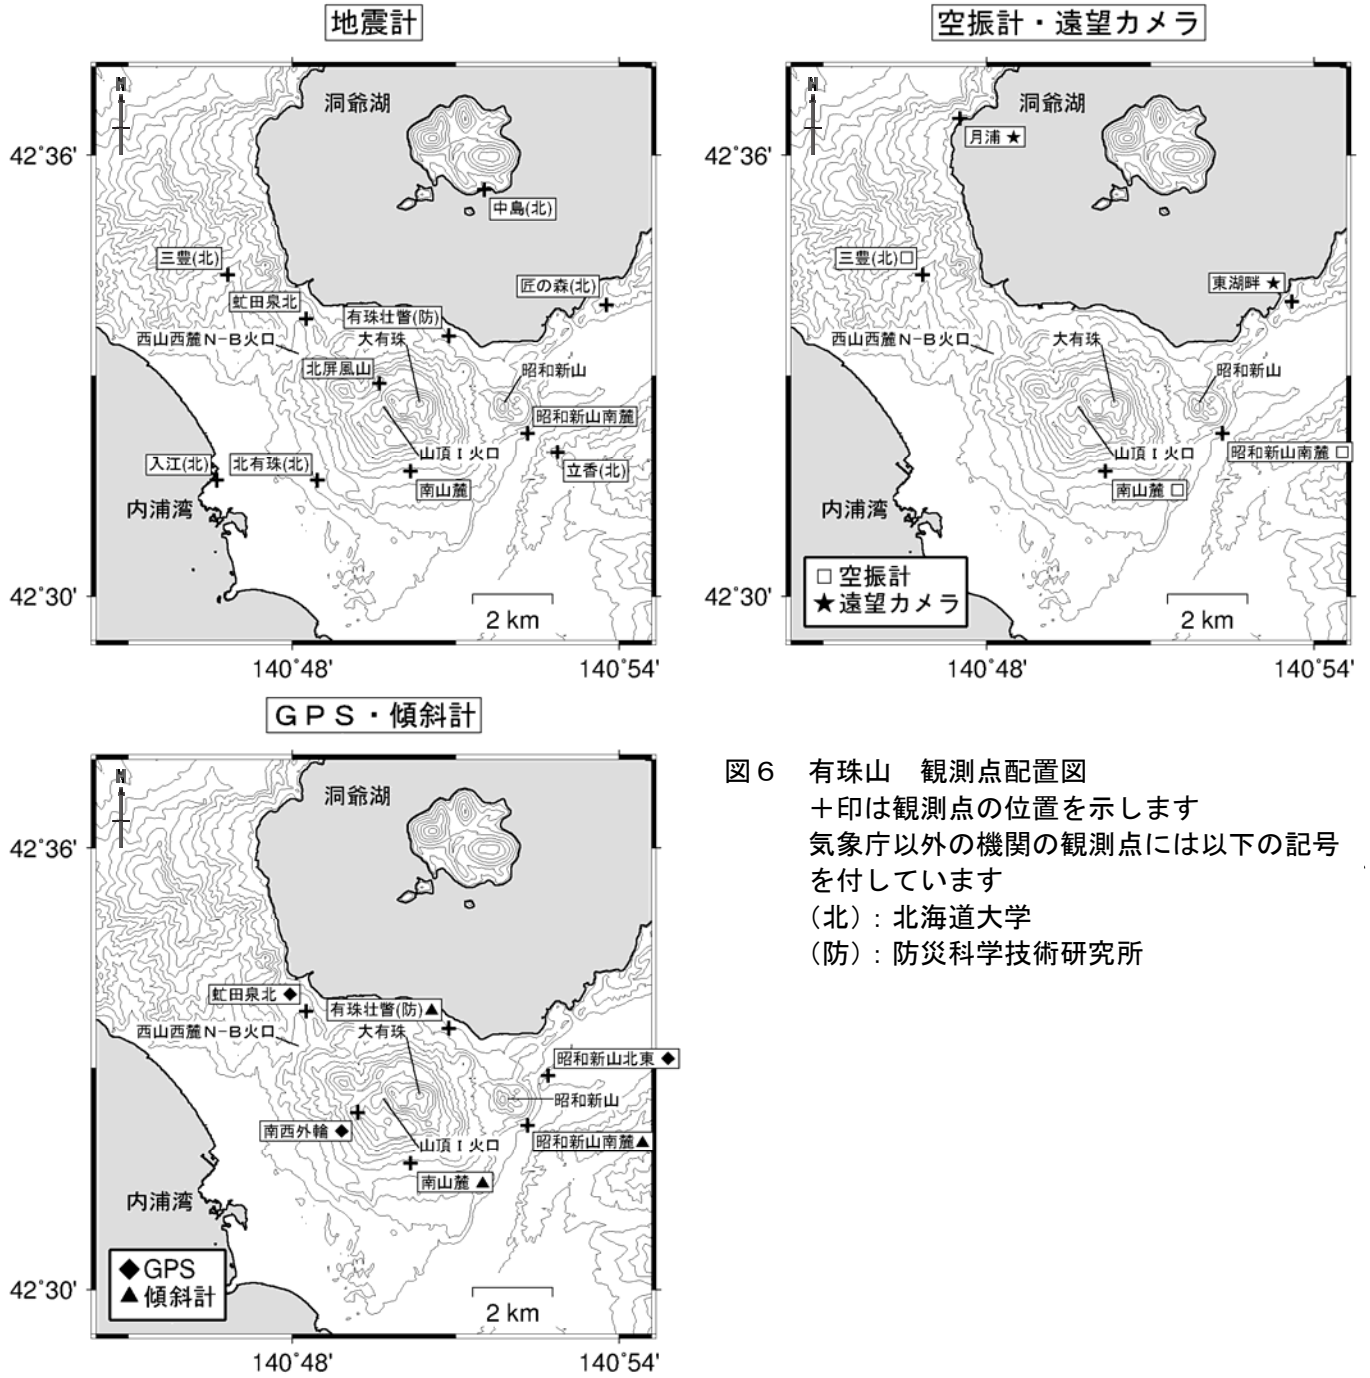 地震計
N
洞爺湖
42°36'
中島(北)
三豊(北)
匠の森(北)
虻田泉北
有珠壮瞥(防)
西山西麓N-B火口
大有珠
北屏風山
昭和新山
昭和新山南麓
山頂I火口
入江(北)
北有珠(北)
立香(北)
南山麓
内浦湾
42°30'
2 km
140°48'
140°54'
空振計・遠望カメラ
N
洞爺湖
月浦 ★
42°36'
三豊(北)□
東湖畔 ★
西山西麓N-B火口
大有珠
昭和新山
山頂I火口
昭和新山南麓 □
南山麓 □
内浦湾
□ 空振計
★遠望カメラ
42°30'
2 km
140°48'
140°54'
GPS・傾斜計
N
洞爺湖
42°36'
虻田泉北 ◆
有珠壮瞥(防)▲
西山西麓N-B火口
大有珠
昭和新山北東 ◆
昭和新山
南西外輪 ◆
山頂I火口
昭和新山南麓▲
南山麓 ▲
内浦湾
◆GPS
▲傾斜計
42°30'
2 km
140°48'
140°54'
図6 有珠山 観測点配置図
+印は観測点の位置を示します
気象庁以外の機関の観測点には以下の記号
を付しています
(北):北海道大学
(防):防災科学技術研究所